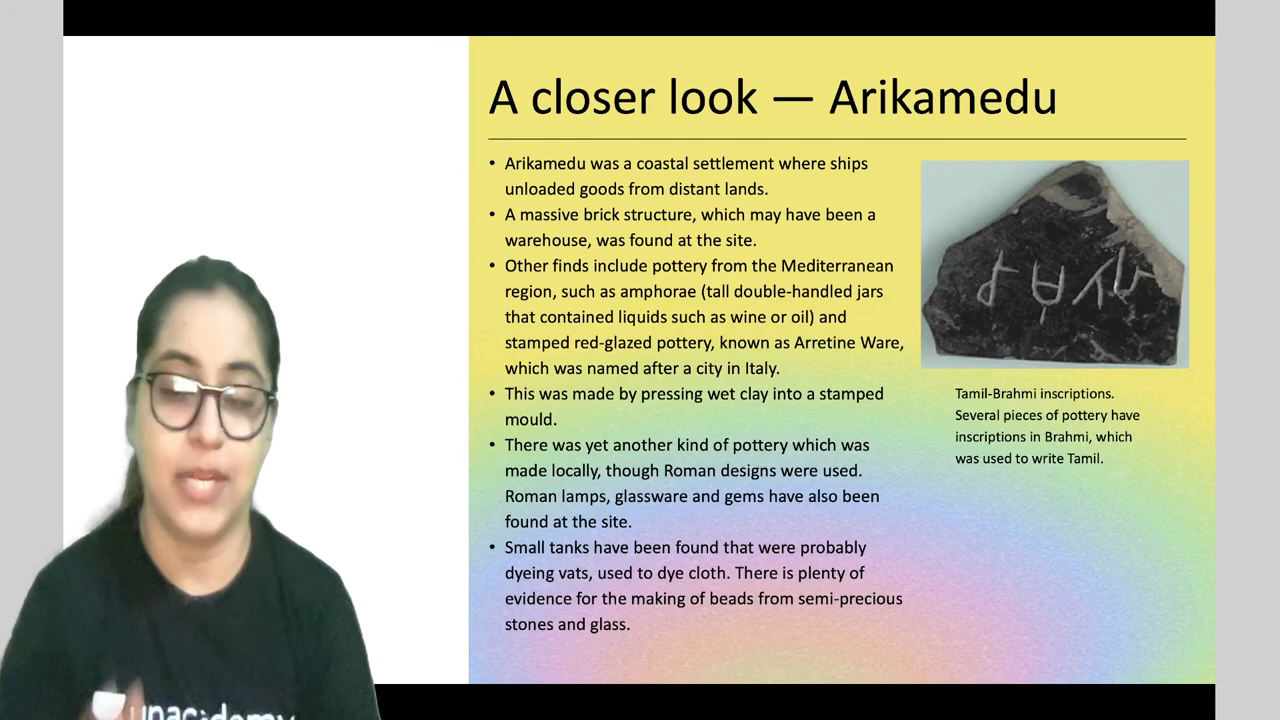 A closer look — Arikamedu
• Arikamedu was a coastal settlement where ships
unloaded goods from distant lands.
• A massive brick structure, which may have been a
warehouse, was found at the site.
• Other finds include pottery from the Mediterranean
region, such as amphorae (tall double-handled jars
that contained liquids such as wine or oil) and
stamped red-glazed pottery, known as Arretine Ware,
which was named after a city in Italy.
• This was made by pressing wet clay into a stamped
mould.
• There was yet another kind of pottery which was
made locally, though Roman designs were used.
Roman lamps, glassware and gems have also been
found at the site.
• Small tanks have been found that were probably
dyeing vats, used to dye cloth. There is plenty of
evidence for the making of beads from semi-precious
stones and glass.
Tamil-Brahmi inscriptions.
Several pieces of pottery have
inscriptions in Brahmi, which
was used to write Tamil.
unacademy